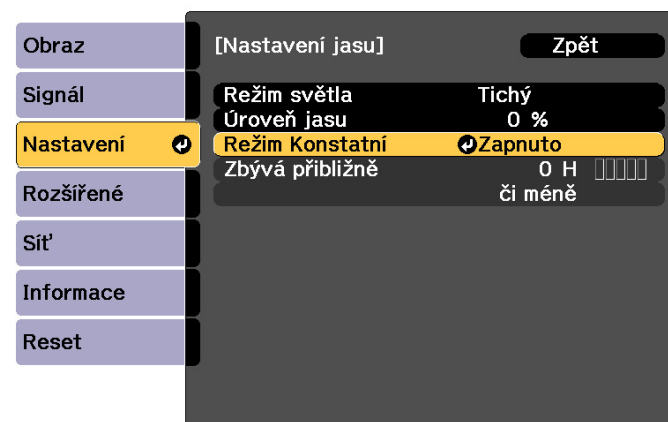 Obraz
Signál
Nastavení
Rozšířené
Síť
Informace
Reset
[Nastavení jasu] Zpět
Režim světla Tichý
Úroveň jasu 0 %
Režim Konstatní Zapnuto
Zbývá přibližně 0 H
či méně